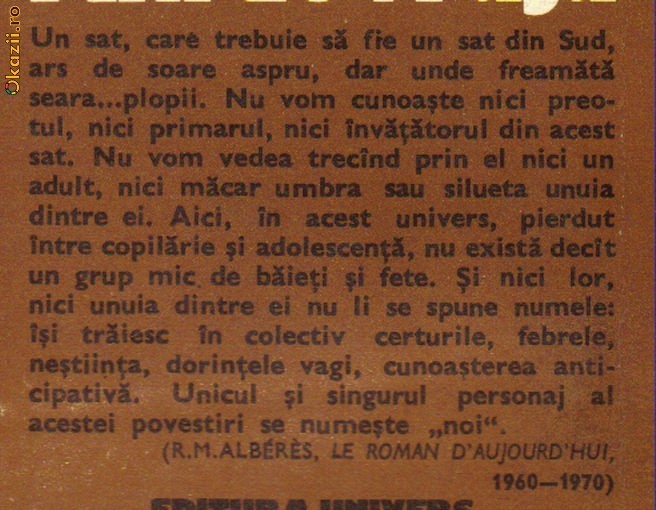 Okazii.ro
Un sat, care trebuie să fie un sat din Sud,
ars de soare aspru, dar unde freamătă
seara...plopii. Nu vom cunoaște nici preo-
tul, nici primarul, nici învățătorul din acest
sat. Nu vom vedea trecînd prin el nici un
adult, nici măcar umbra sau silueta unuia
dintre ei. Aici, în acest univers, pierdut
între copilărie și adolescență, nu există decît
un grup mic de băieți și fete. Și nici lor,
nici unuia dintre ei nu li se spune numele:
își trăiesc în colectiv certurile, febrele,
neștiința, dorințele vagi, cunoașterea anti-
cipativă. Unicul și singurul personaj al
acestei povestiri se numește „noi“.
(R.M.ALBÉRÈS, LE ROMAN D'AUJOURD'HUI,
1960—1970)
EDITURA UNIVERS